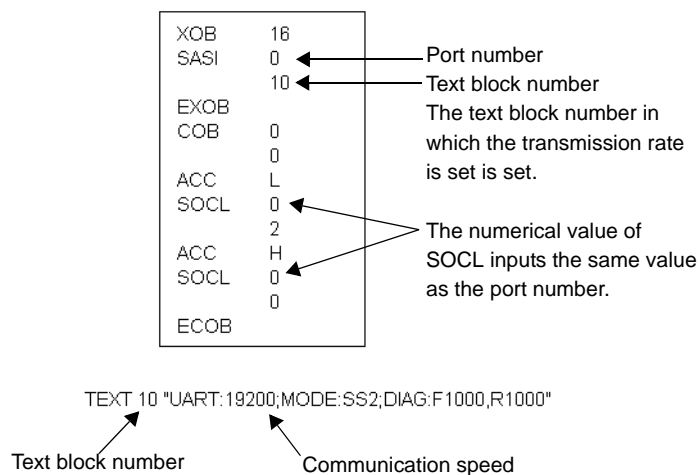 XOB 16
SASI 0
10
EXOB
COB 0
0
ACC L
SOCL 0
2
ACC H
SOCL 0
0
ECOB
Port number
Text block number
The text block number in
which the transmission rate
is set is set.
The numerical value of
SOCL inputs the same value
as the port number.
TEXT 10 "UART:19200;MODE:SS2;DIAG:F1000,R1000"
Text block number
Communication speed